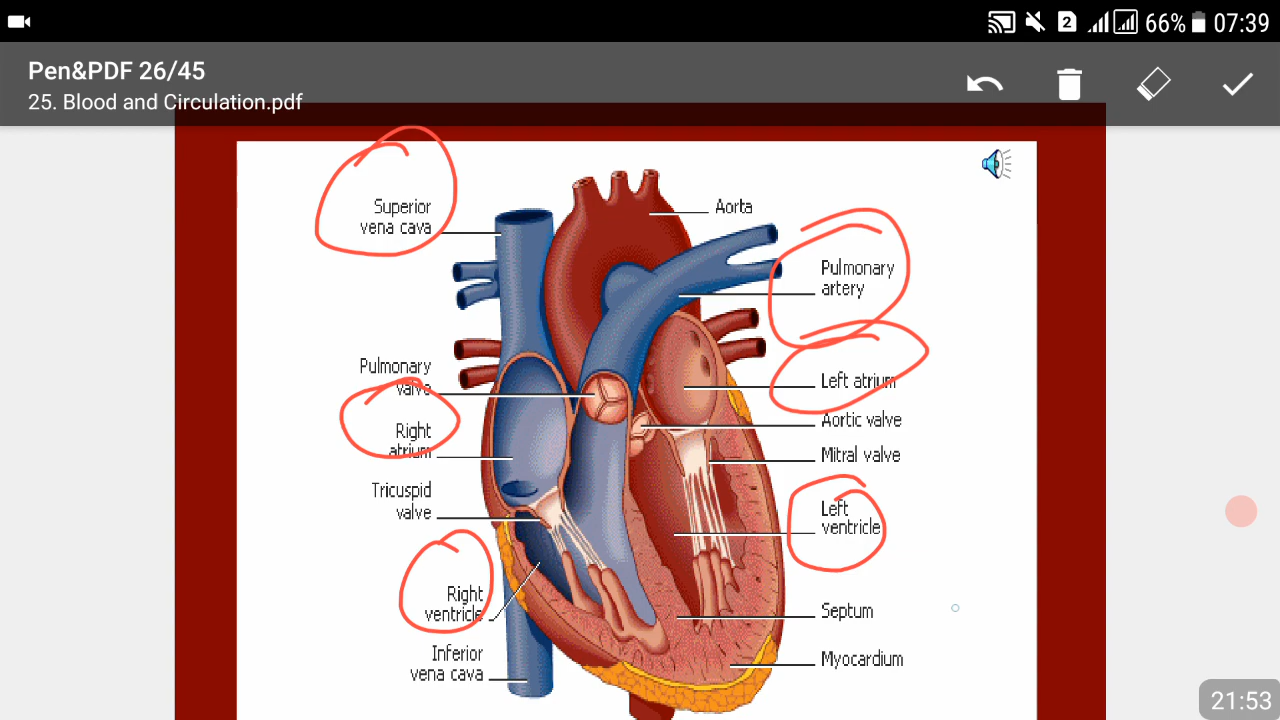 2
66%
07:39
Pen&PDF 26/45
25. Blood and Circulation.pdf
Superior
vena cava
Aorta
Pulmonary
artery
Pulmonary
valve
Left atrium
Right
atrium
Aortic valve
Mitral valve
Tricuspid
valve
Left
ventricle
Right
ventricle
Septum
Inferior
vena cava
Myocardium
21:53